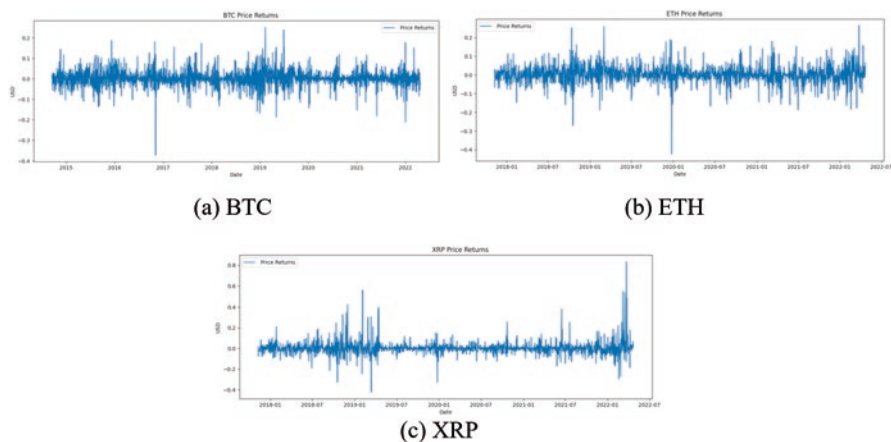 BTC Price Returns
Price Returns
0.2
0.1
0.0
−0.1
−0.2
−0.3
−0.4
USD
2015 2016 2017 2018 2019 2020 2021 2022
Date
(a) BTC
ETH Price Returns
Price Returns
0.2
0.1
0.0
−0.1
−0.2
−0.3
−0.4
USD
2018-01 2018-07 2019-01 2019-07 2020-01 2020-07 2021-01 2021-07 2022-01 2022-07
Date
(b) ETH
XRP Price Returns
Price Returns
0.8
0.6
0.4
0.2
0.0
−0.2
−0.4
USD
2018-01 2018-07 2019-01 2019-07 2020-01 2020-07 2021-01 2021-07 2022-01 2022-07
Date
(c) XRP